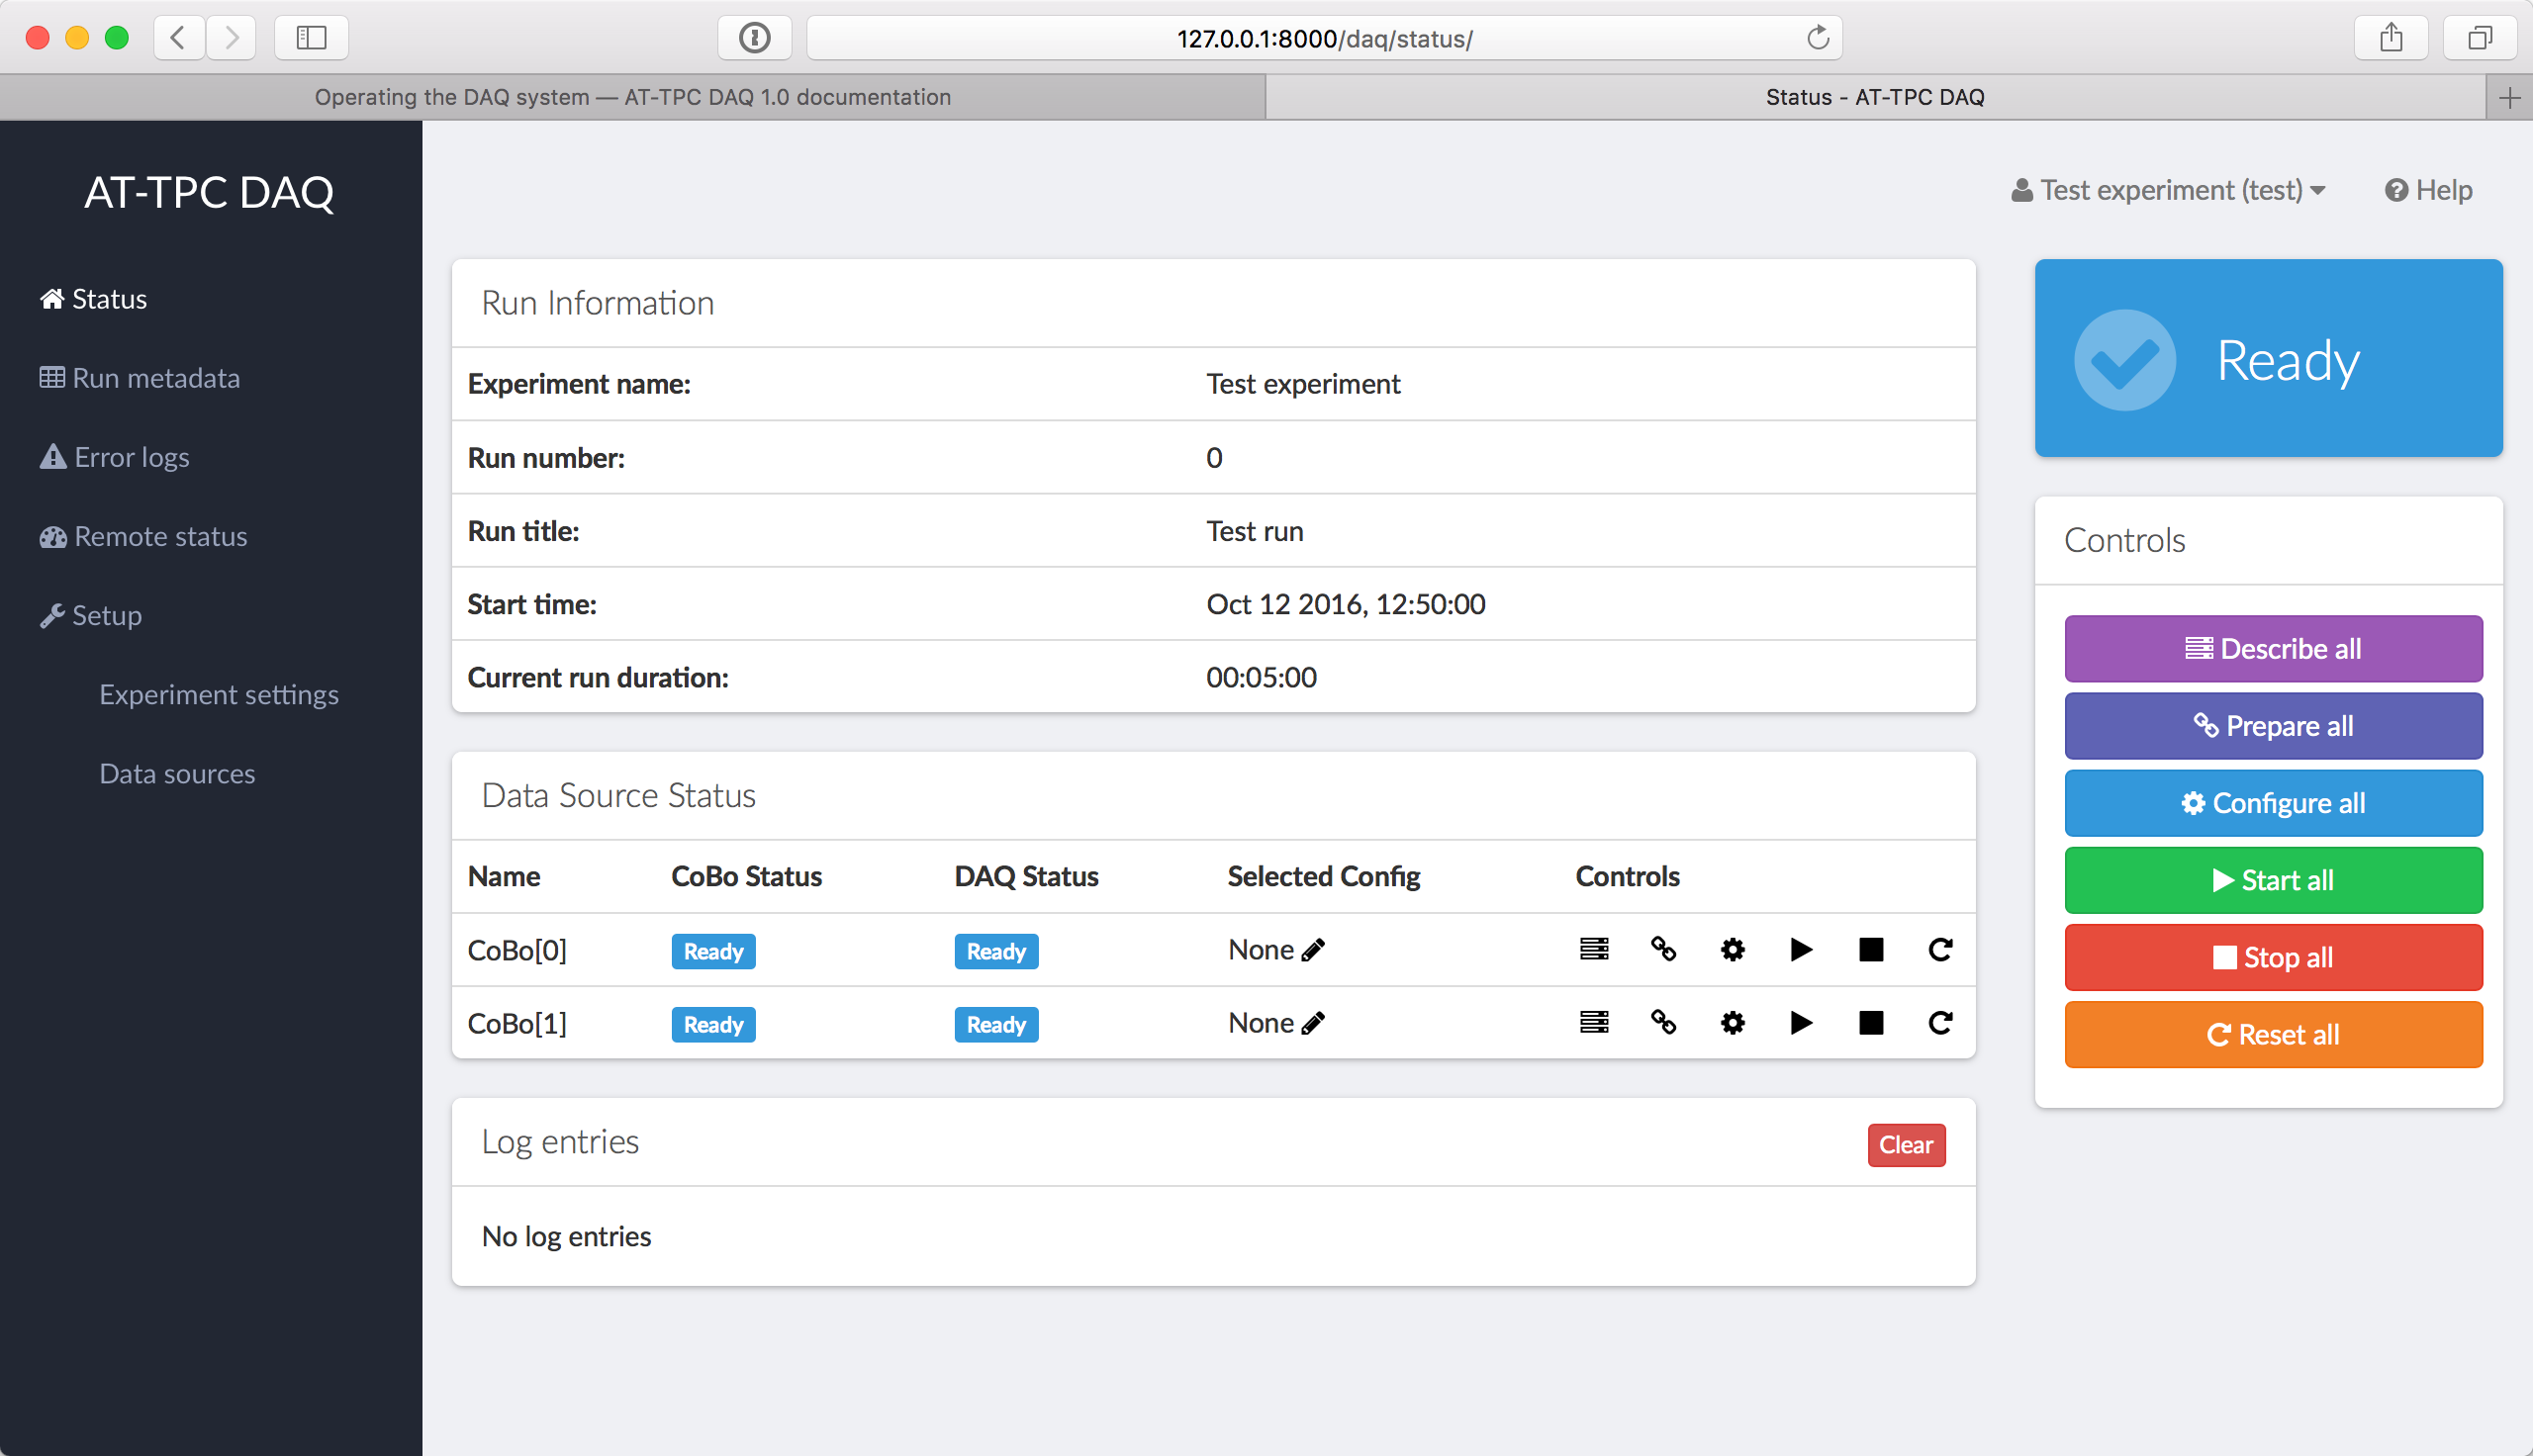 127.0.0.1:8000/daq/status/
Operating the DAQ system — AT-TPC DAQ 1.0 documentation
Status - AT-TPC DAQ
AT-TPC DAQ
Status
Run metadata
Error logs
Remote status
Setup
Experiment settings
Data sources
Test experiment (test)
Help
Run Information
Experiment name: Test experiment
Run number: 0
Run title: Test run
Start time: Oct 12 2016, 12:50:00
Current run duration: 00:05:00
Data Source Status
Name CoBo Status DAQ Status Selected Config Controls
CoBo[0] Ready Ready None
CoBo[1] Ready Ready None
Log entries Clear
No log entries
Ready
Controls
Describe all
Prepare all
Configure all
Start all
Stop all
Reset all